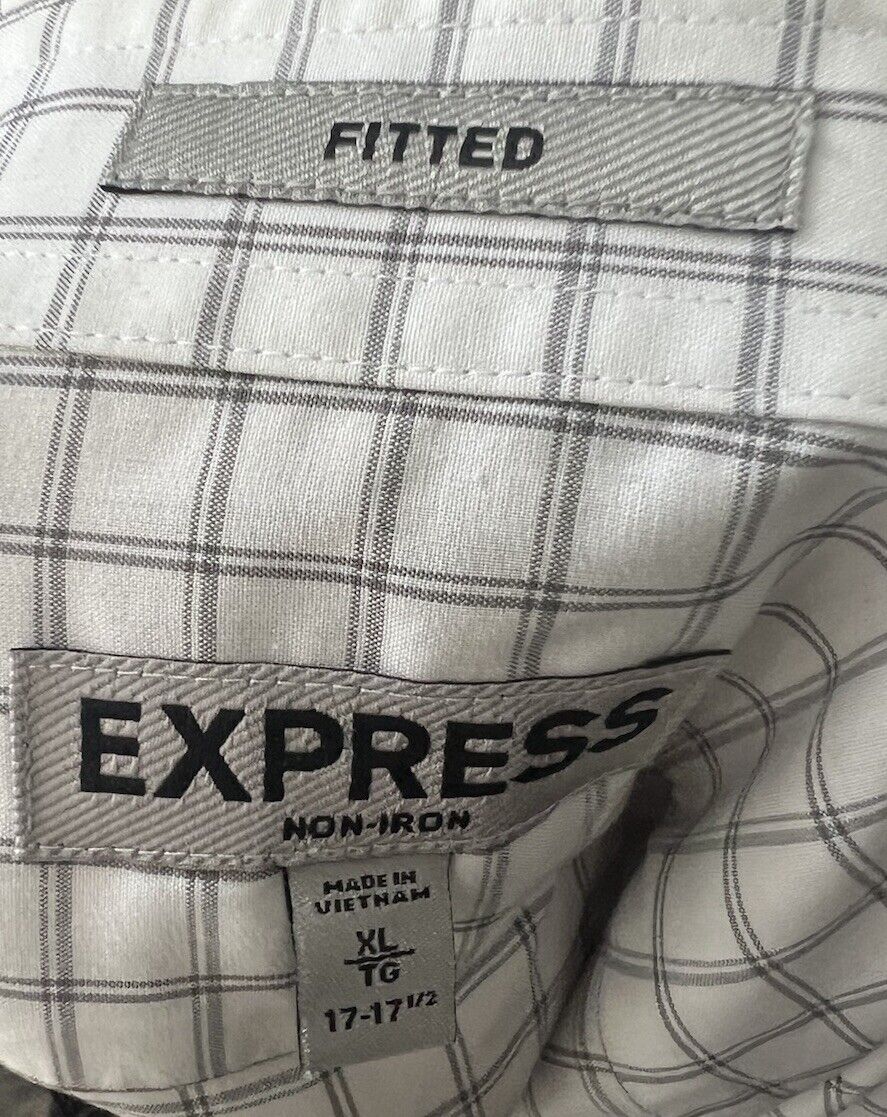 FITTED
EXPRESS
NON-IRON
MADE IN
VIETNAM
XL
TG
17-17 1/2